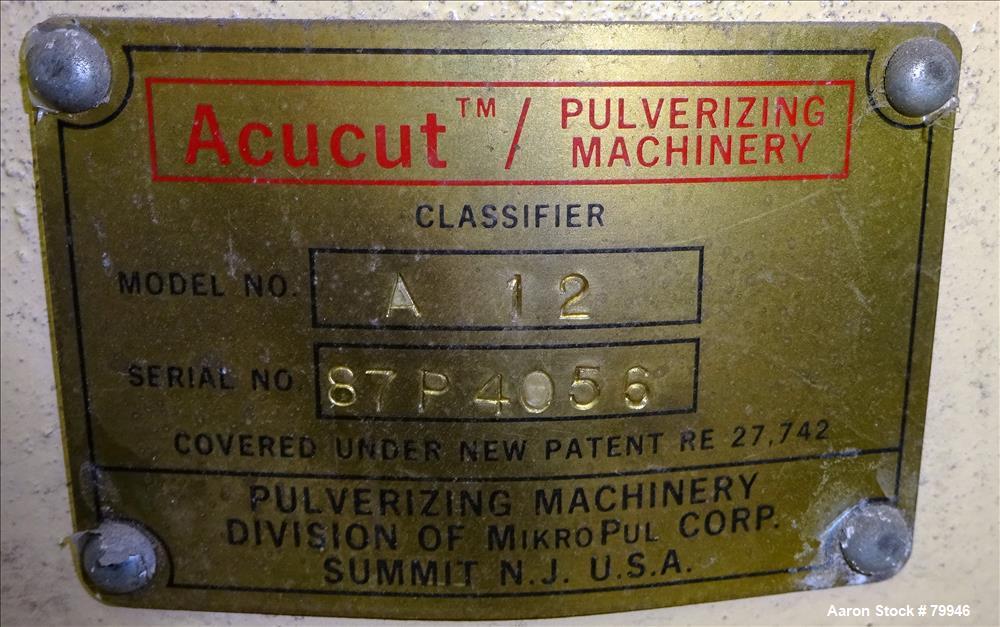 Acucut™ / PULVERIZING MACHINERY
CLASSIFIER
MODEL NO. A 12
SERIAL NO 87P4056
COVERED UNDER NEW PATENT RE 27,742
PULVERIZING MACHINERY
DIVISION OF MIKROPUL CORP.
SUMMIT N.J. U.S.A.
Aaron Stock # 79946